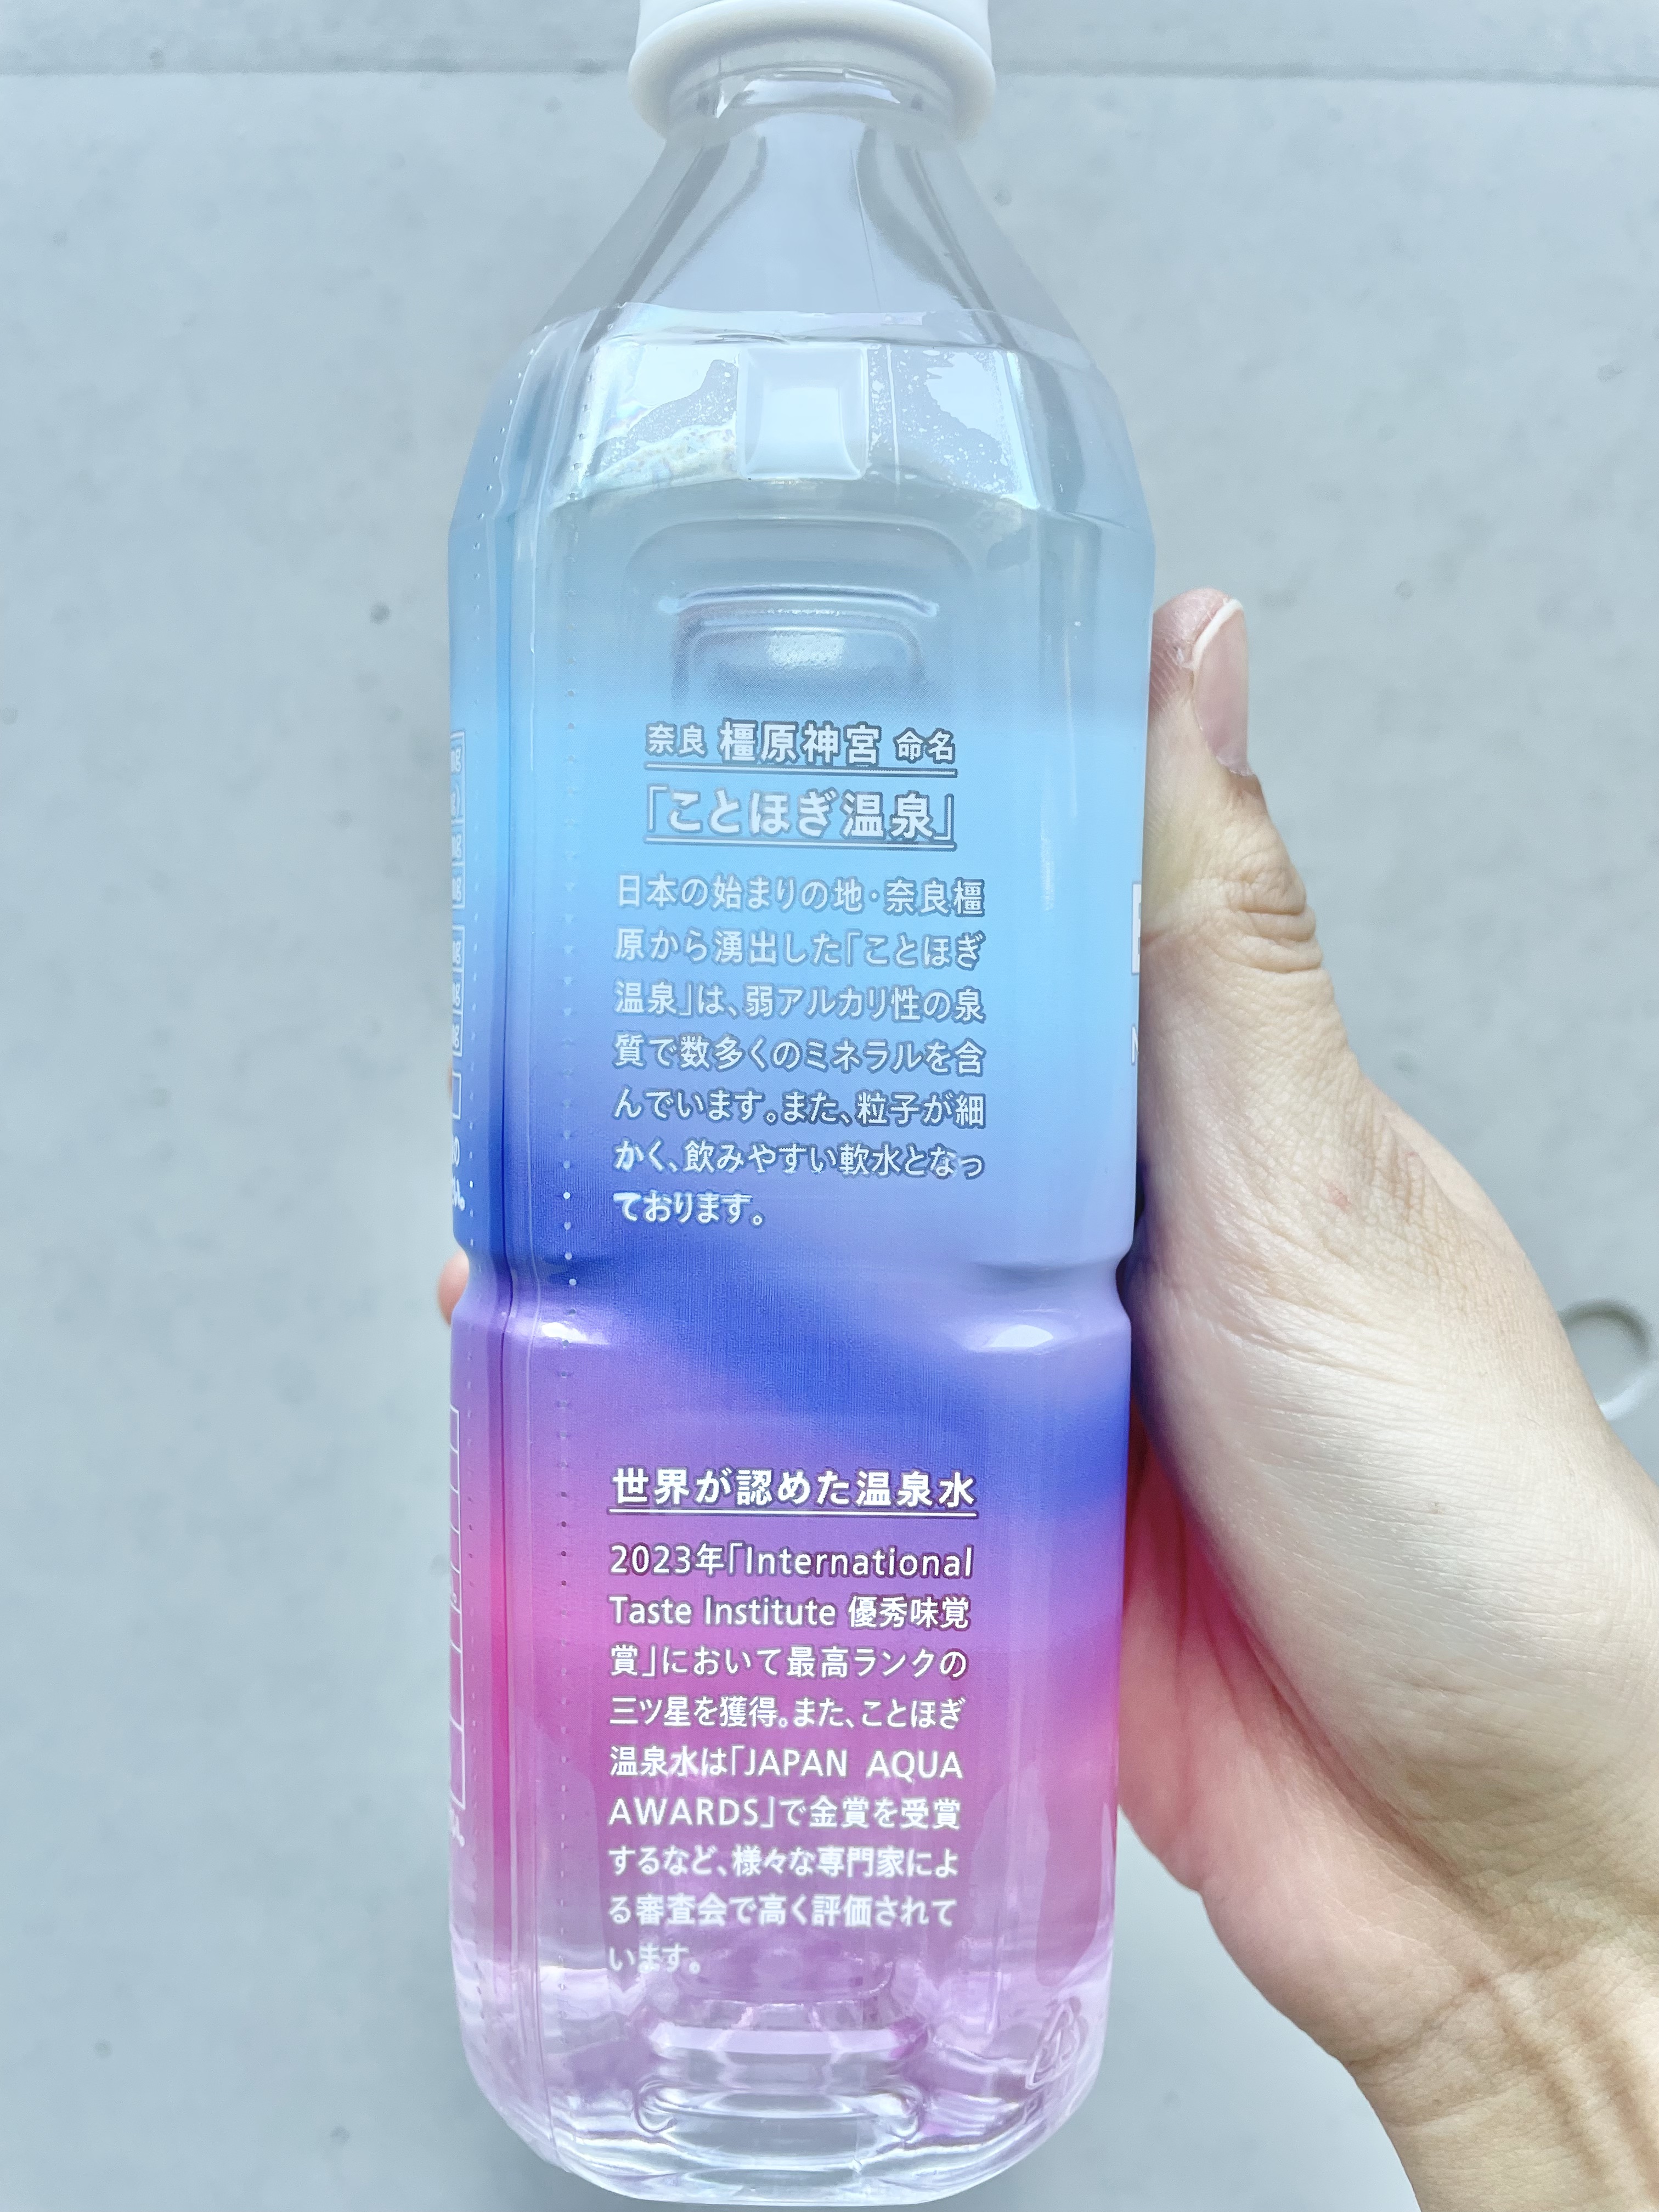 奈良 橿原神宮 命名
「ことほぎ温泉」
日本の始まりの地・奈良橿
原から湧出した「ことほぎ
温泉」は、弱アルカリ性の泉
質で数多くのミネラルを含
んでいます。また、粒子が細
かく、飲みやすい軟水となっ
ております。
世界が認めた温泉水
2023年「International
Taste Institute 優秀味覚
賞」において最高ランクの
三ツ星を獲得。また、ことほぎ
温泉水は「JAPAN AQUA
AWARDS」で金賞を受賞
するなど、様々な専門家によ
る審査会で高く評価されて
います。